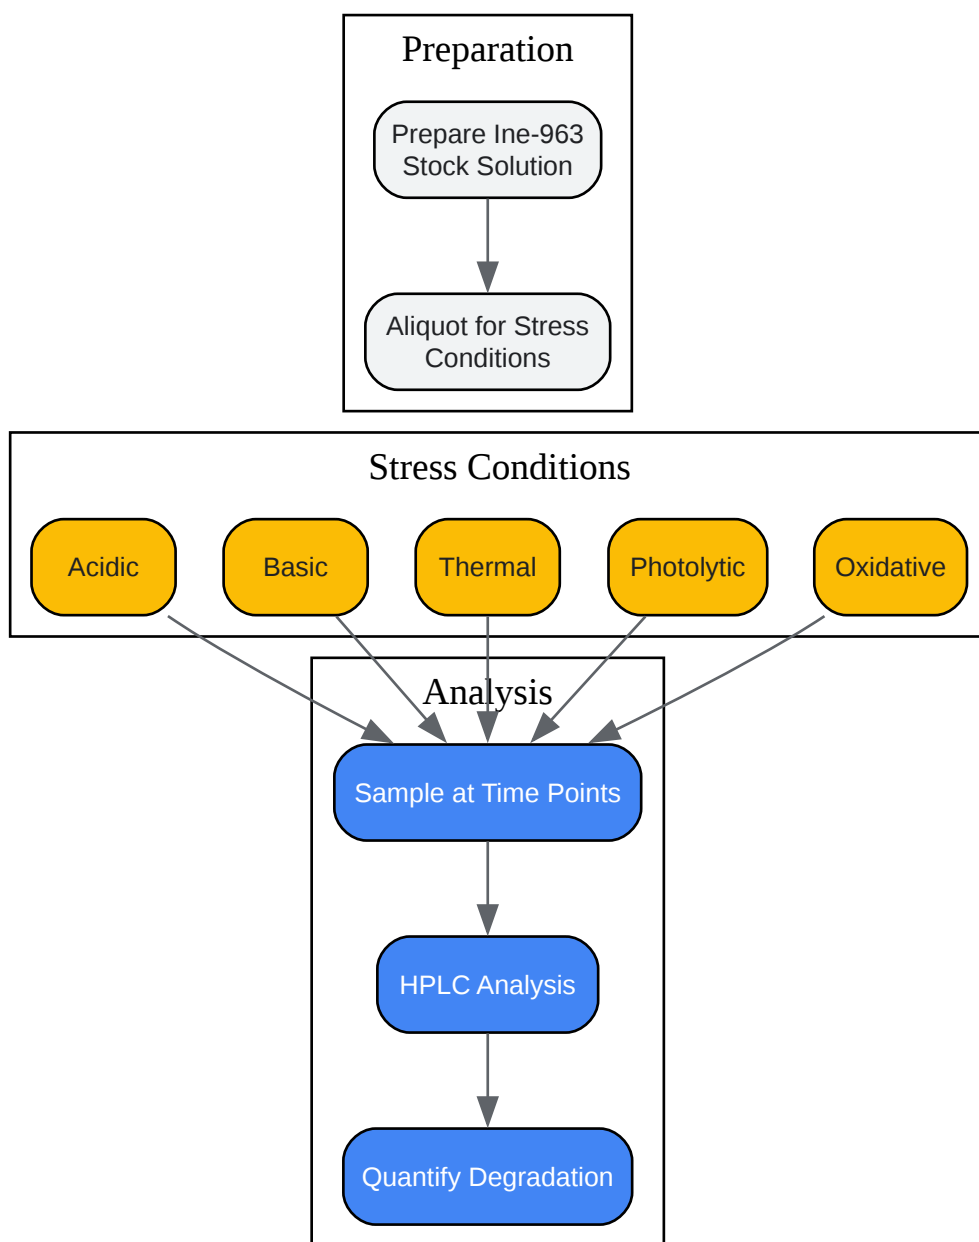 Preparation
Prepare Ine-963
Stock Solution
Aliquot for Stress
Conditions
Stress Conditions
Acidic
Basic
Thermal
Photolytic
Oxidative
Analysis
Sample at Time Points
HPLC Analysis
Quantify Degradation